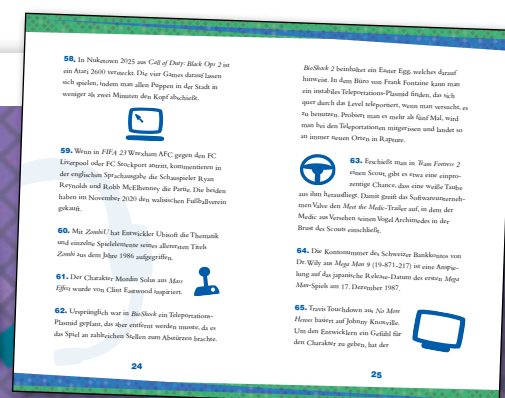 58. In Nuketown 2025 aus Call of Duty: Black Ops 2 ist
ein Atari 2600 versteckt. Die vier Games darauf lassen
sich spielen, indem man allen Puppen in der Stadt in
weniger als zwei Minuten den Kopf abschießt.
59. Wenn in FIFA 23 Wrexham AFC gegen den FC
Liverpool oder FC Stockport antritt, kommentieren in
der englischen Sprachausgabe die Schauspieler Ryan
Reynolds und Robb McElhenney die Partie. Die beiden
haben im November 2020 den walisischen Fußballverein
gekauft.
60. Mit ZombiU hat Entwickler Ubisoft die Thematik
und einzelne Spielelemente seines allerersten Titels
Zombi aus dem Jahre 1986 aufgegriffen.
61. Der Charakter Mordin Solus aus Mass
Effect wurde von Clint Eastwood inspiriert.
62. Ursprünglich war in BioShock ein Teleportations-
Plasmid geplant, das aber entfernt werden musste, da es
das Spiel an zahlreichen Stellen zum Abstürzen brachte.
24
BioShock 2 beinhaltet ein Easter Egg, welches darauf
hinweist. In dem Büro von Frank Fontaine kann man
ein instabiles Teleportations-Plasmid finden, das sich
quer durch das Level teleportiert, wenn man versucht, es
zu benutzen. Probiert man es mehr als fünf Mal, wird
man bei den Teleportationen mitgerissen und landet so
an immer neuen Orten in Rapture.
63. Erschießt man in Team Fortress 2
einen Scout, gibt es etwa eine einpro-
zentige Chance, dass eine weiße Taube
aus ihm herausfliegt. Damit greift das Softwareunterneh-
men Valve den Meet the Medic-Trailer auf, in dem der
Medic aus Versehen seinen Vogel Archimedes in der
Brust des Scouts einschließt.
64. Die Kontonummer des Schweizer Bankkontos von
Dr. Wily aus Mega Man 9 (19-871-217) ist eine Anspie-
lung auf das japanische Release-Datum des ersten Mega
Man-Spiels am 17. Dezember 1987.
65. Travis Touchdown aus No More
Heroes basiert auf Johnny Knoxville.
Um den Entwicklern ein Gefühl für
den Charakter zu geben, hat der
25